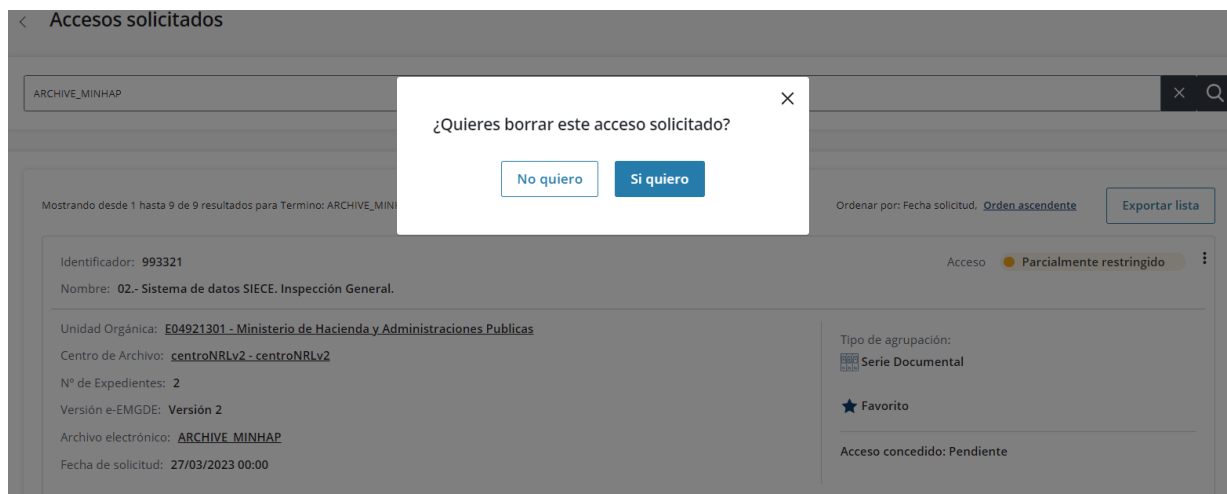 Accesos solicitados
ARCHIVE_MINHAP
¿Quieres borrar este acceso solicitado?
No quiero
Si quiero
Mostrando desde 1 hasta 9 de 9 resultados para Termino: ARCHIVE_MIN
Ordenar por: Fecha solicitud, Orden ascendente
Exportar lista
Identificador: 993321
Acceso Parcialmente restringido
Nombre: 02.- Sistema de datos SIECE. Inspección General.
Unidad Orgánica: E04921301 - Ministerio de Hacienda y Administraciones Publicas
Centro de Archivo: centroNRLv2 - centroNRLv2
Nº de Expedientes: 2
Versión e-EMGDE: Versión 2
Archivo electrónico: ARCHIVE_MINHAP
Fecha de solicitud: 27/03/2023 00:00
Tipo de agrupación:
Serie Documental
Favorito
Acceso concedido: Pendiente